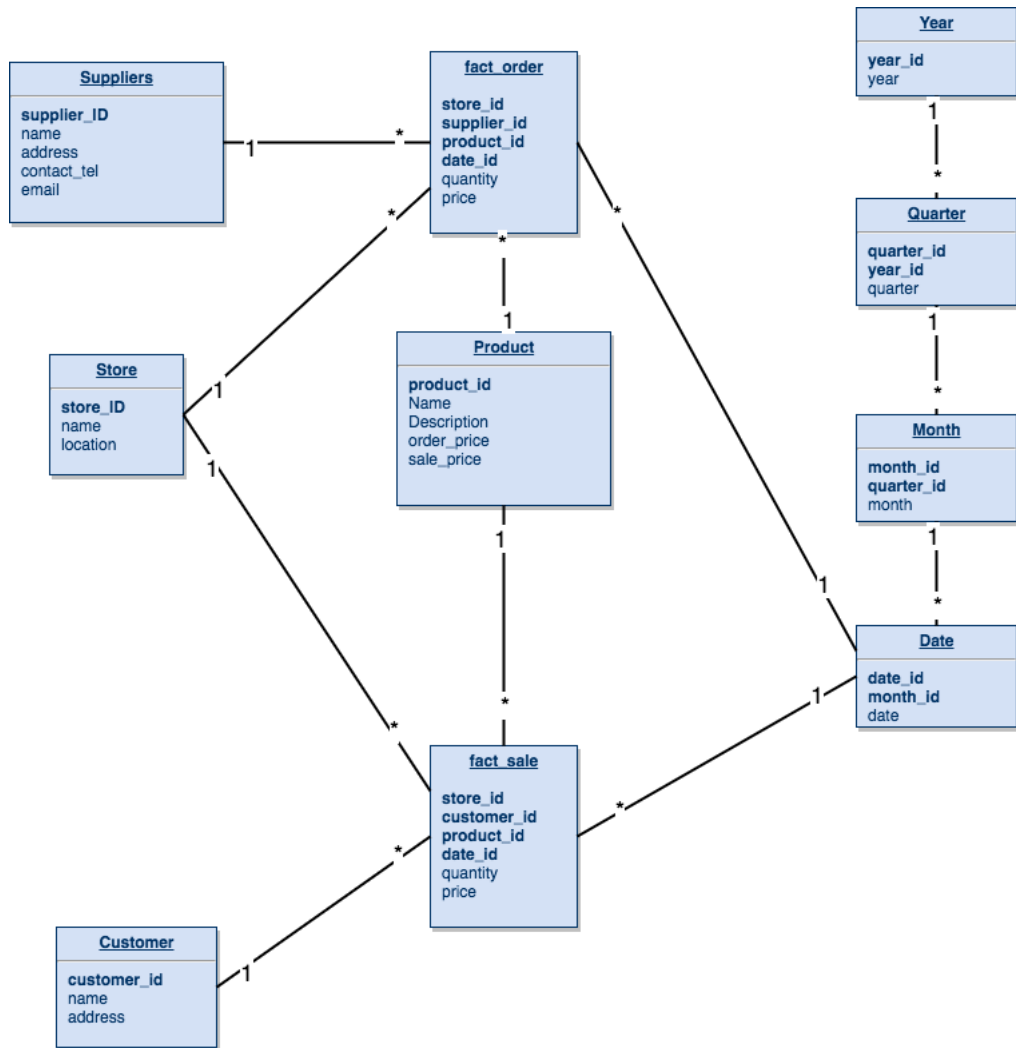 Suppliers
supplier_ID
name
address
contact_tel
email
fact_order
store_id
supplier_id
product_id
date_id
quantity
price
Year
year_id
year
1
*
1
*
*
*
*
Quarter
quarter_id
year_id
quarter
1
1
Product
product_id
Name
Description
order_price
sale_price
Store
store_ID
name
location
1
*
Month
month_id
quarter_id
month
1
1
1
1
*
Date
date_id
month_id
date
1
*
*
*
fact_sale
store_id
customer_id
product_id
date_id
quantity
price
*
1
Customer
customer_id
name
address